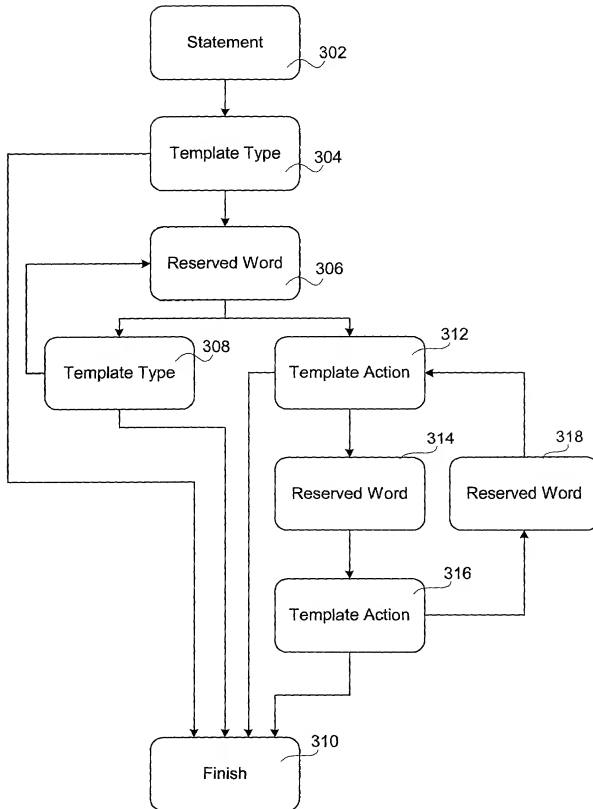 Statement
302
Template Type
304
Reserved Word
306
Template Type
308
Template Action
312
Reserved Word
314
Reserved Word
318
Template Action
316
Finish
310